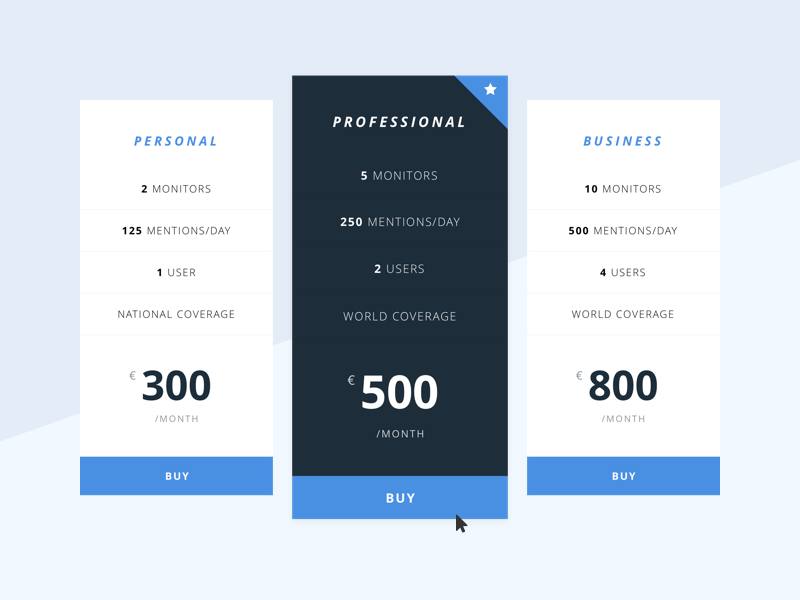 PERSONAL
2 MONITORS
125 MENTIONS/DAY
1 USER
NATIONAL COVERAGE
€ 300
/MONTH
BUY
PROFESSIONAL
5 MONITORS
250 MENTIONS/DAY
2 USERS
WORLD COVERAGE
€ 500
/MONTH
BUY
BUSINESS
10 MONITORS
500 MENTIONS/DAY
4 USERS
WORLD COVERAGE
€ 800
/MONTH
BUY